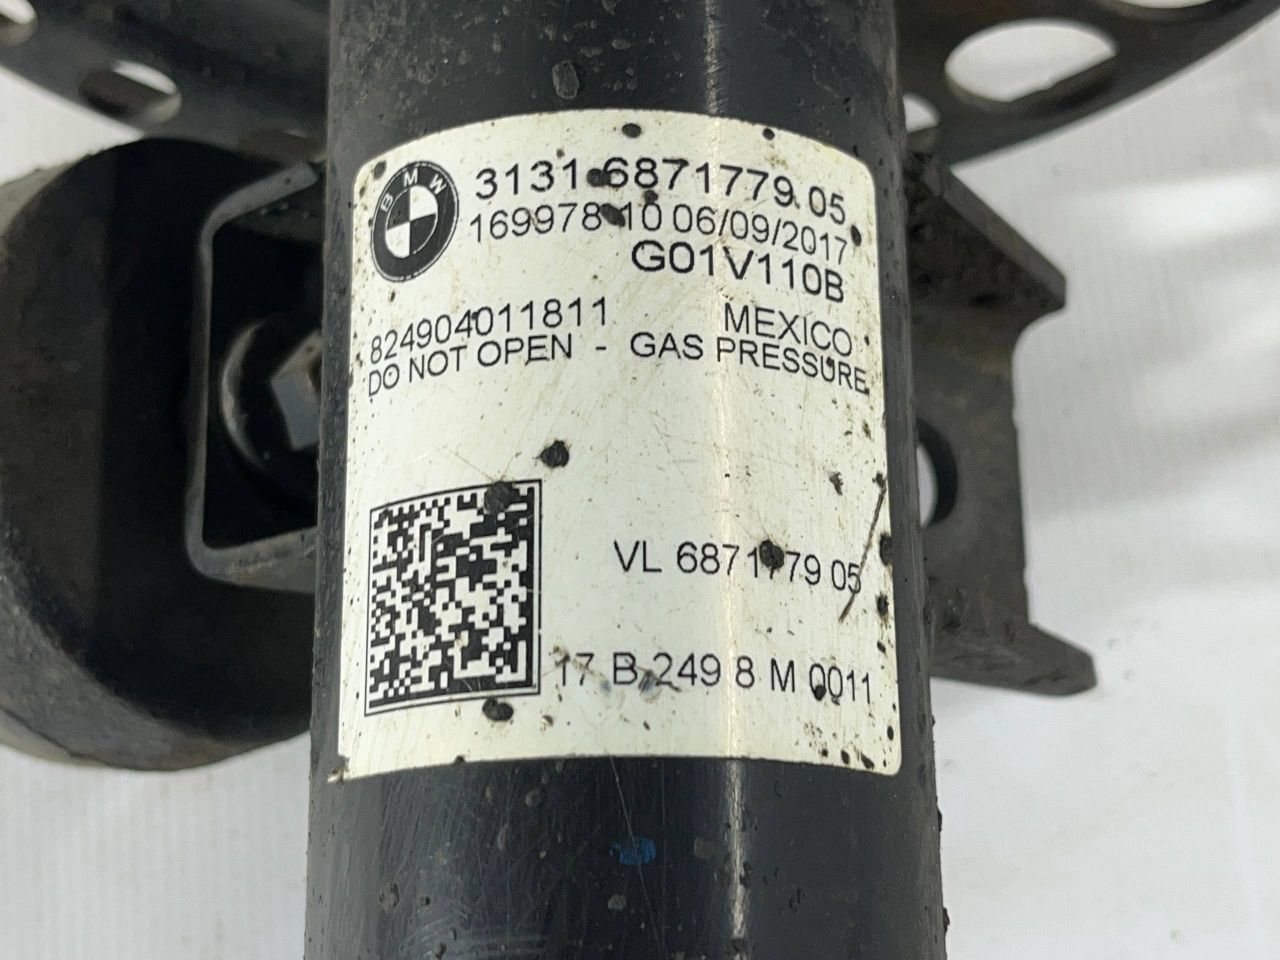 BMW
3131 6871779.05
169978 10 06/09/2017
G01V110B
824904011811 MEXICO
DO NOT OPEN - GAS PRESSURE
VL 6871779 05
17 B 249 8 M 0011